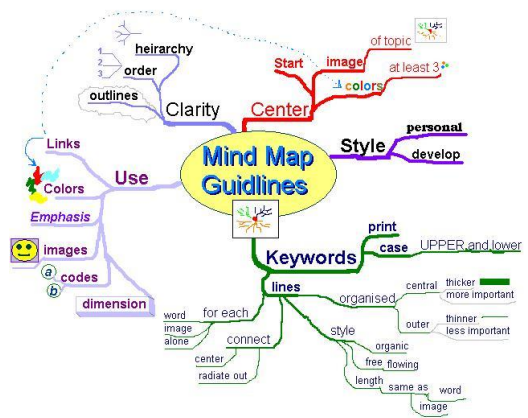 Mind Map
Guidlines
Center
Start
image
of topic
colors
at least 3
Style
personal
develop
Keywords
print
case
UPPER and lower
lines
organised
central
thicker
more important
outer
thinner
less important
style
organic
free flowing
length
same as
word
image
connect
center
radiate out
for each
word
image
alone
Use
Links
Colors
Emphasis
images
codes
a
b
dimension
Clarity
heirarchy
order
1
2
3
outlines